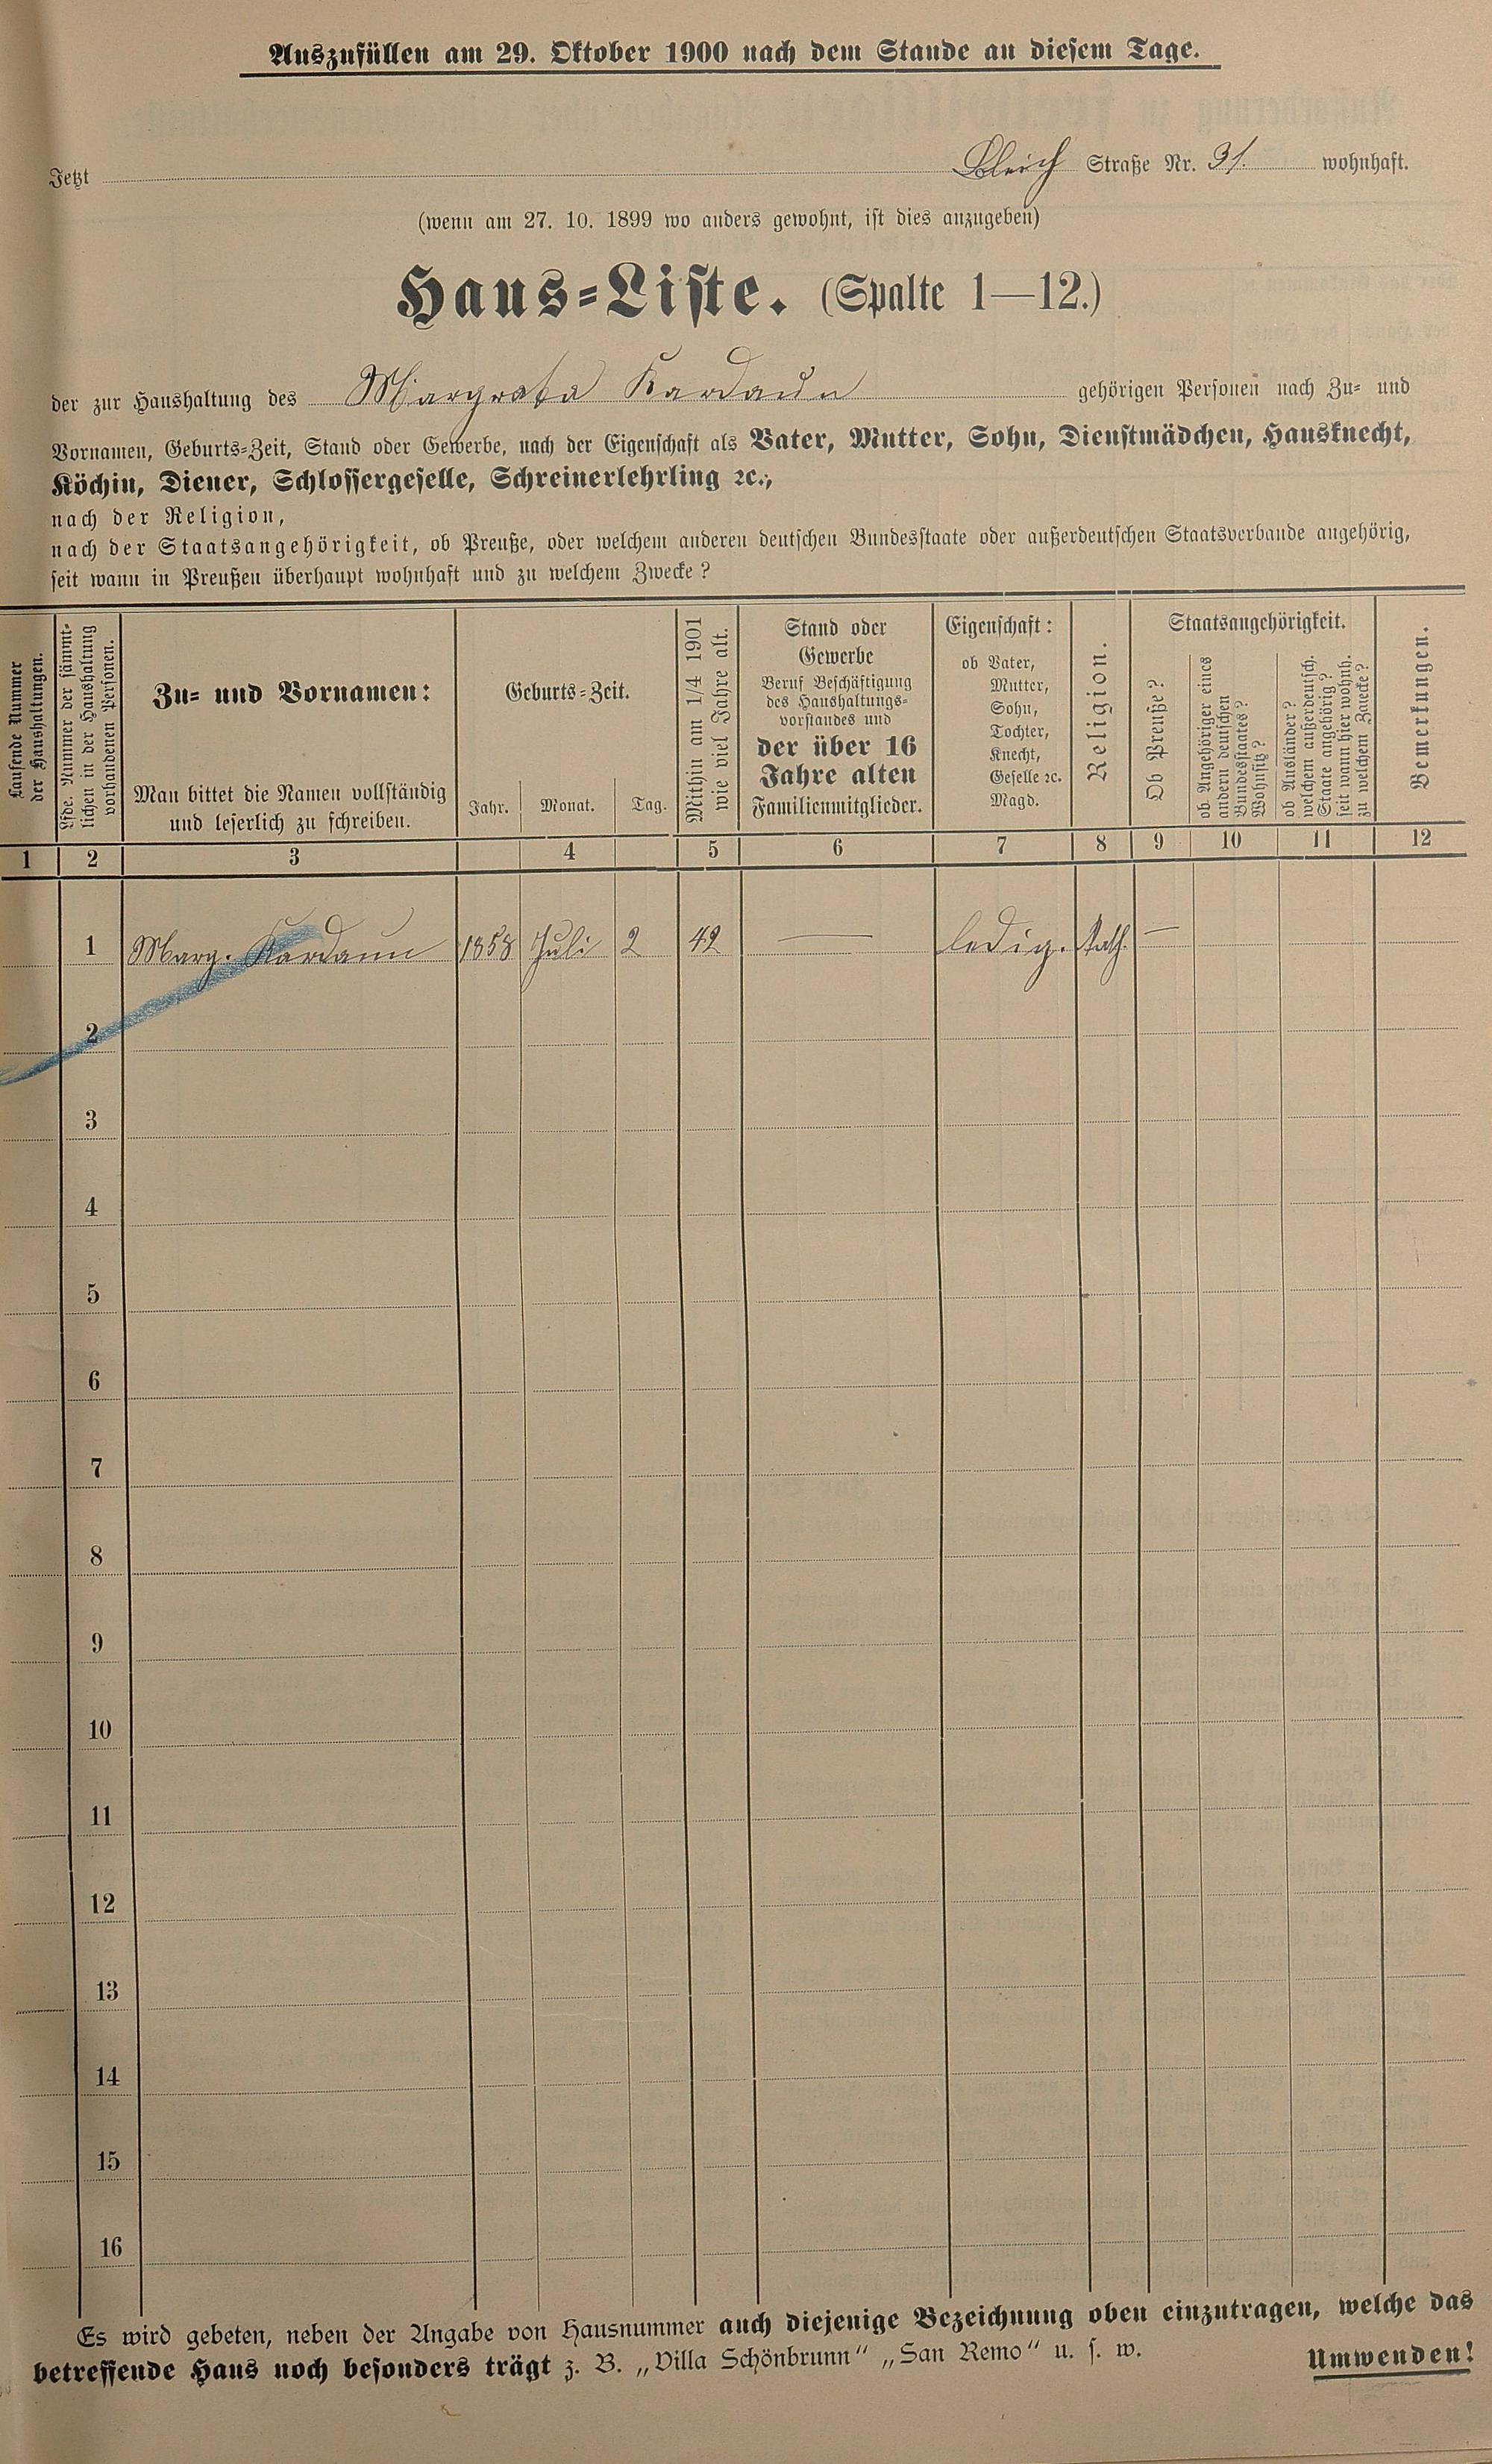 Auszufüllen am 29. Oktober 1900 nach dem Stande an diesem Tage.
Jetzt Bleich Straße Nr. 31. wohnhaft.
(wenn am 27. 10. 1899 wo anders gewohnt, ist dies anzugeben)
Haus-Liste. (Spalte 1—12.)
der zur Haushaltung des Margreta Kardaun gehörigen Personen nach Zu- und
Vornamen, Geburts-Zeit, Stand oder Gewerbe, nach der Eigenschaft als Vater, Mutter, Sohn, Dienstmädchen, Hausknecht,
Köchin, Diener, Schlossergeselle, Schreinerlehrling ꝛc.,
nach der Religion,
nach der Staatsangehörigkeit, ob Preuße, oder welchem anderen deutschen Bundesstaate oder außerdeutschen Staatsverbande angehörig,
seit wann in Preußen überhaupt wohnhaft und zu welchem Zwecke?
Laufende Nummer
der Haushaltungen.
Lfde. Nummer der sämmt-
lichen in der Haushaltung
vorhandenen Personen.
Zu- und Vornamen:
Man bittet die Namen vollständig
und leserlich zu schreiben.
Geburts-Zeit.
Jahr. Monat. Tag.
Mithin am 1/4 1901
wie viel Jahre alt.
Stand oder
Gewerbe
Beruf Beschäftigung
des Haushaltungs-
vorstandes und
der über 16
Jahre alten
Familienmitglieder.
Eigenschaft:
ob Vater,
Mutter,
Sohn,
Tochter,
Knecht,
Geselle ꝛc.
Magd.
Religion.
Staatsangehörigkeit.
Ob Preuße?
ob Angehöriger eines
andern deutschen
Bundesstaates?
Wohnsitz?
ob Ausländer?
welchem außerdeutsch.
Staate angehörig?
seit wann hier wohnh.
zu welchem Zwecke?
Bemerkungen.
1 2 3 4 5 6 7 8 9 10 11 12
1 Marg. Kardaun 1858 Juli 2 42 — ledig. Kath. —
2
3
4
5
6
7
8
9
10
11
12
13
14
15
16
Es wird gebeten, neben der Angabe von Hausnummer auch diejenige Bezeichnung oben einzutragen, welche das
betreffende Haus noch besonders trägt z. B. „Villa Schönbrunn“ „San Remo“ u. s. w.
Umwenden!